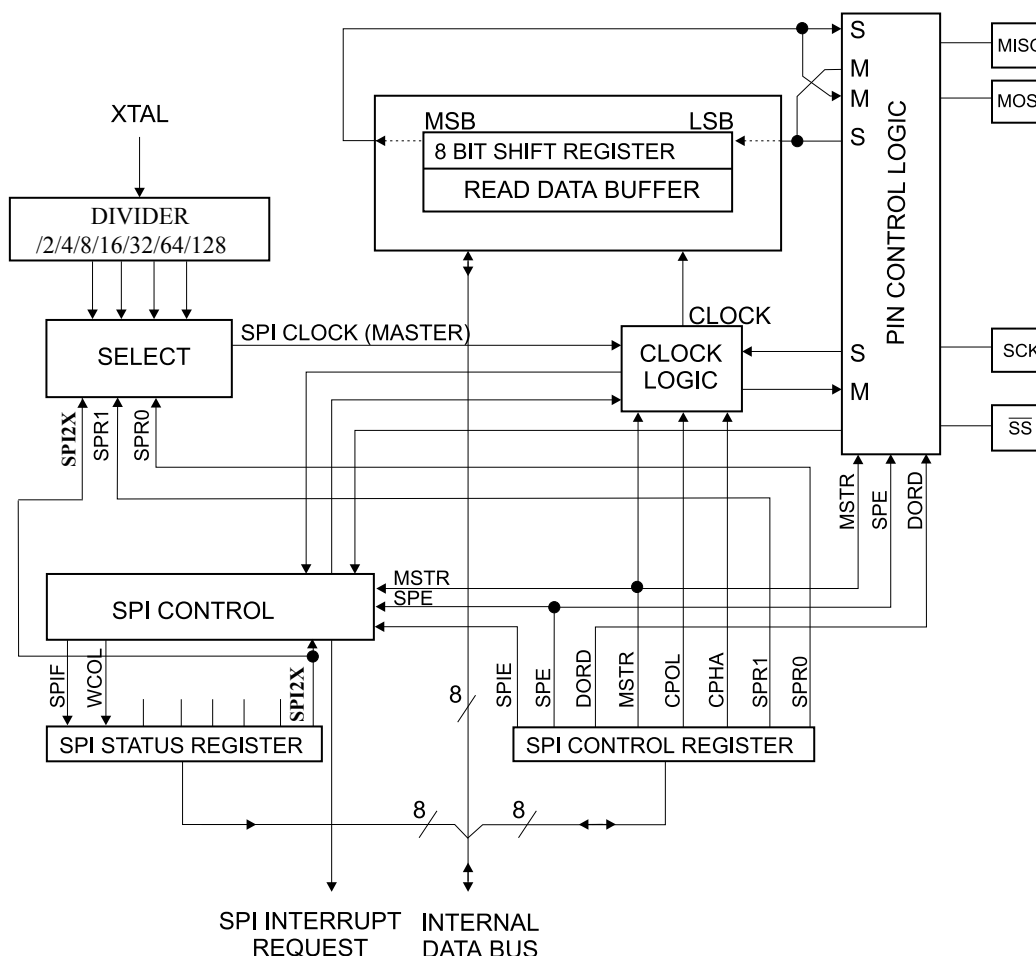 S
MISO
M
M
MOSI
S
PIN CONTROL LOGIC
XTAL
MSB
LSB
8 BIT SHIFT REGISTER
READ DATA BUFFER
DIVIDER
/2/4/8/16/32/64/128
SPI CLOCK (MASTER)
CLOCK
SELECT
CLOCK
LOGIC
S
SCK
M
SS
SPI2X
SPR1
SPR0
MSTR
SPE
DORD
MSTR
SPE
SPI CONTROL
SPIF
WCOL
SPI2X
8
SPIE
SPE
DORD
MSTR
CPOL
CPHA
SPR1
SPR0
SPI STATUS REGISTER
SPI CONTROL REGISTER
8
8
SPI INTERRUPT
REQUEST
INTERNAL
DATA BUS